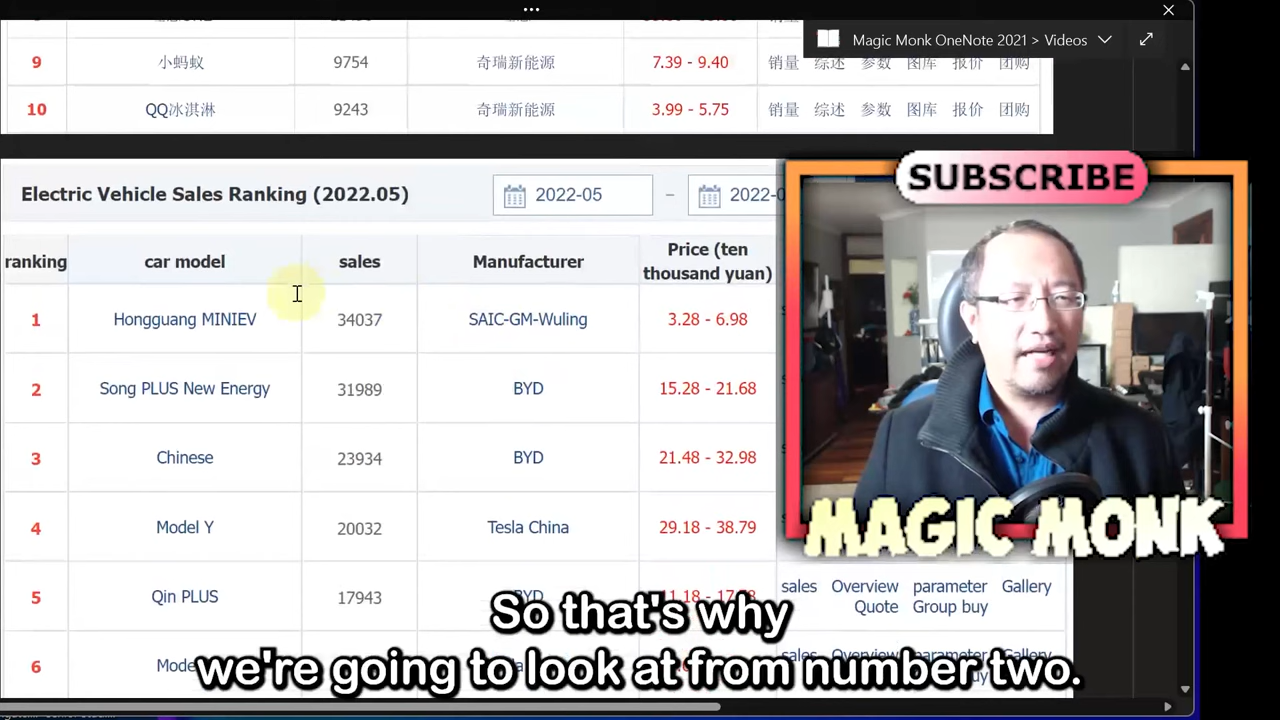 Magic Monk OneNote 2021 > Videos
9 小蚂蚁 9754 奇瑞新能源 7.39 - 9.40 销量 综述 参数 图库 报价 团购
10 QQ冰淇淋 9243 奇瑞新能源 3.99 - 5.75 销量 综述 参数 图库 报价 团购
Electric Vehicle Sales Ranking (2022.05) 2022-05 –
ranking car model sales Manufacturer Price (ten
thousand yuan)
1 Hongguang MINIEV 34037 SAIC-GM-Wuling 3.28 - 6.98
2 Song PLUS New Energy 31989 BYD 15.28 - 21.68
3 Chinese 23934 BYD 21.48 - 32.98
4 Model Y 20032 Tesla China 29.18 - 38.79
5 Qin PLUS 17943 sales Overview parameter Gallery
Quote Group buy
6
SUBSCRIBE
MAGIC MONK
So that's why
we're going to look at from number two.